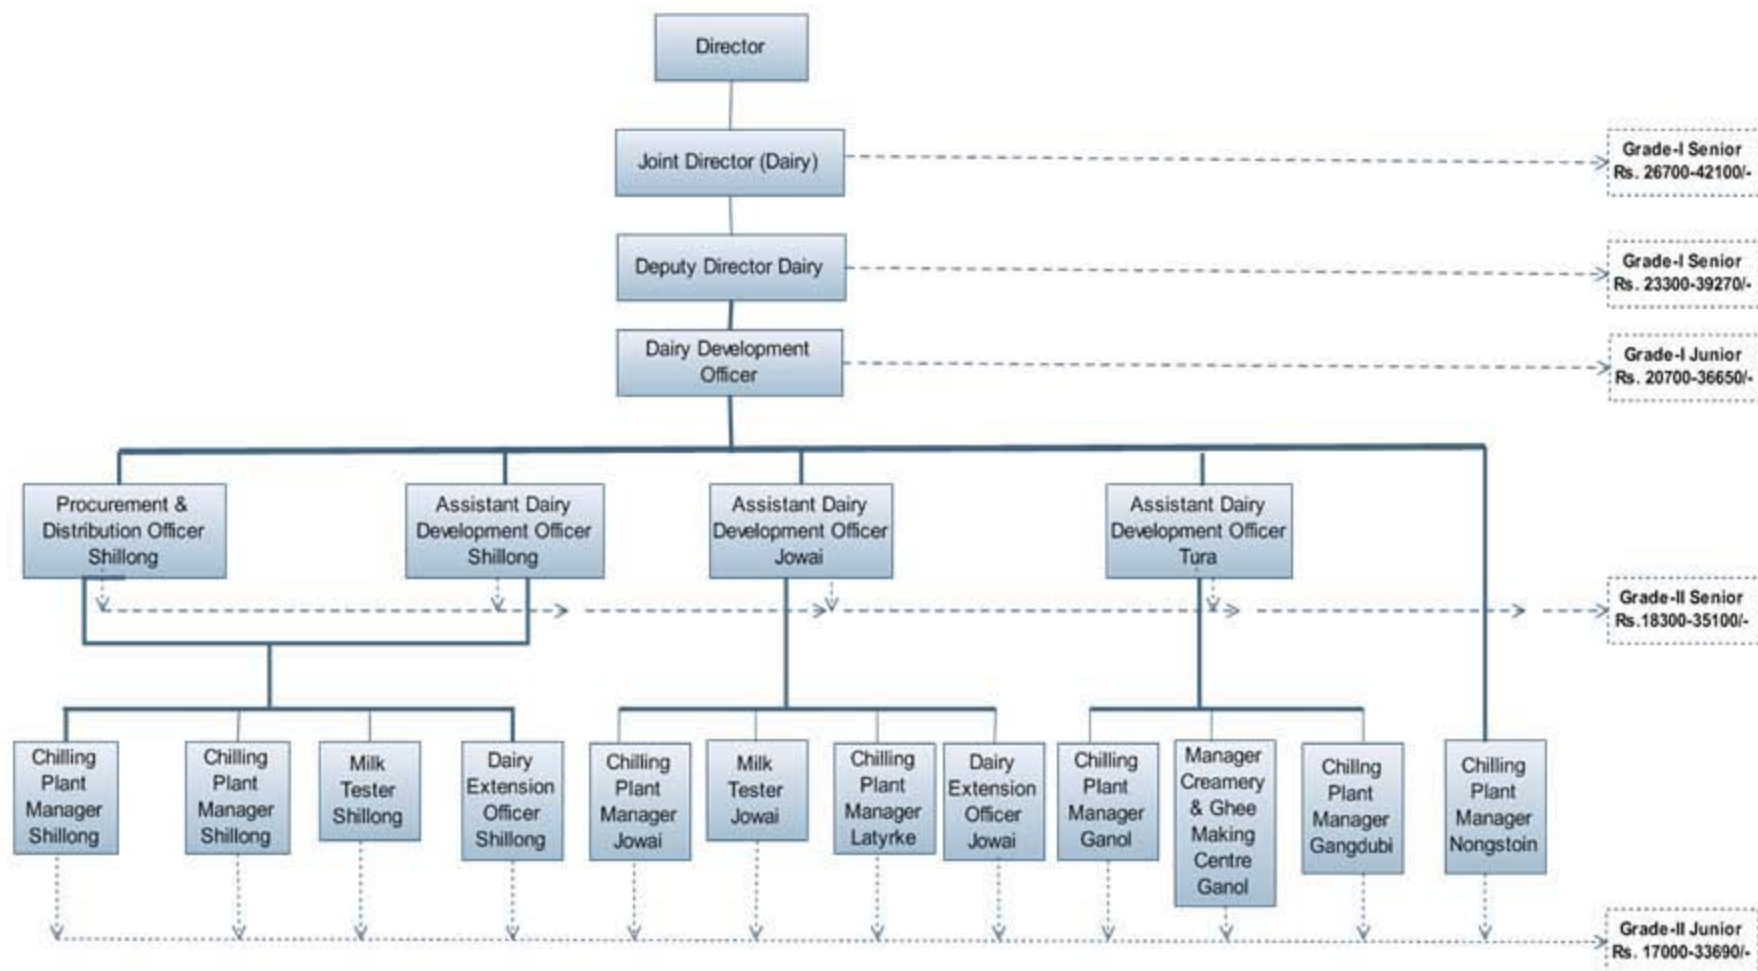 Director
Joint Director (Dairy)
Grade-I Senior
Rs. 26700-42100/-
Deputy Director Dairy
Grade-I Senior
Rs. 23300-39270/-
Dairy Development
Officer
Grade-I Junior
Rs. 20700-36650/-
Procurement &
Distribution Officer
Shillong
Assistant Dairy
Development Officer
Shillong
Assistant Dairy
Development Officer
Jowai
Assistant Dairy
Development Officer
Tura
Grade-II Senior
Rs.18300-35100/-
Chilling
Plant
Manager
Shillong
Chilling
Plant
Manager
Shillong
Milk
Tester
Shillong
Dairy
Extension
Officer
Shillong
Chilling
Plant
Manager
Jowai
Milk
Tester
Jowai
Chilling
Plant
Manager
Latyrke
Dairy
Extension
Officer
Jowai
Chilling
Plant
Manager
Ganol
Manager
Creamery
& Ghee
Making
Centre
Ganol
Chillng
Plant
Manager
Gangdubi
Chilling
Plant
Manager
Nongstoin
Grade-II Junior
Rs. 17000-33690/-